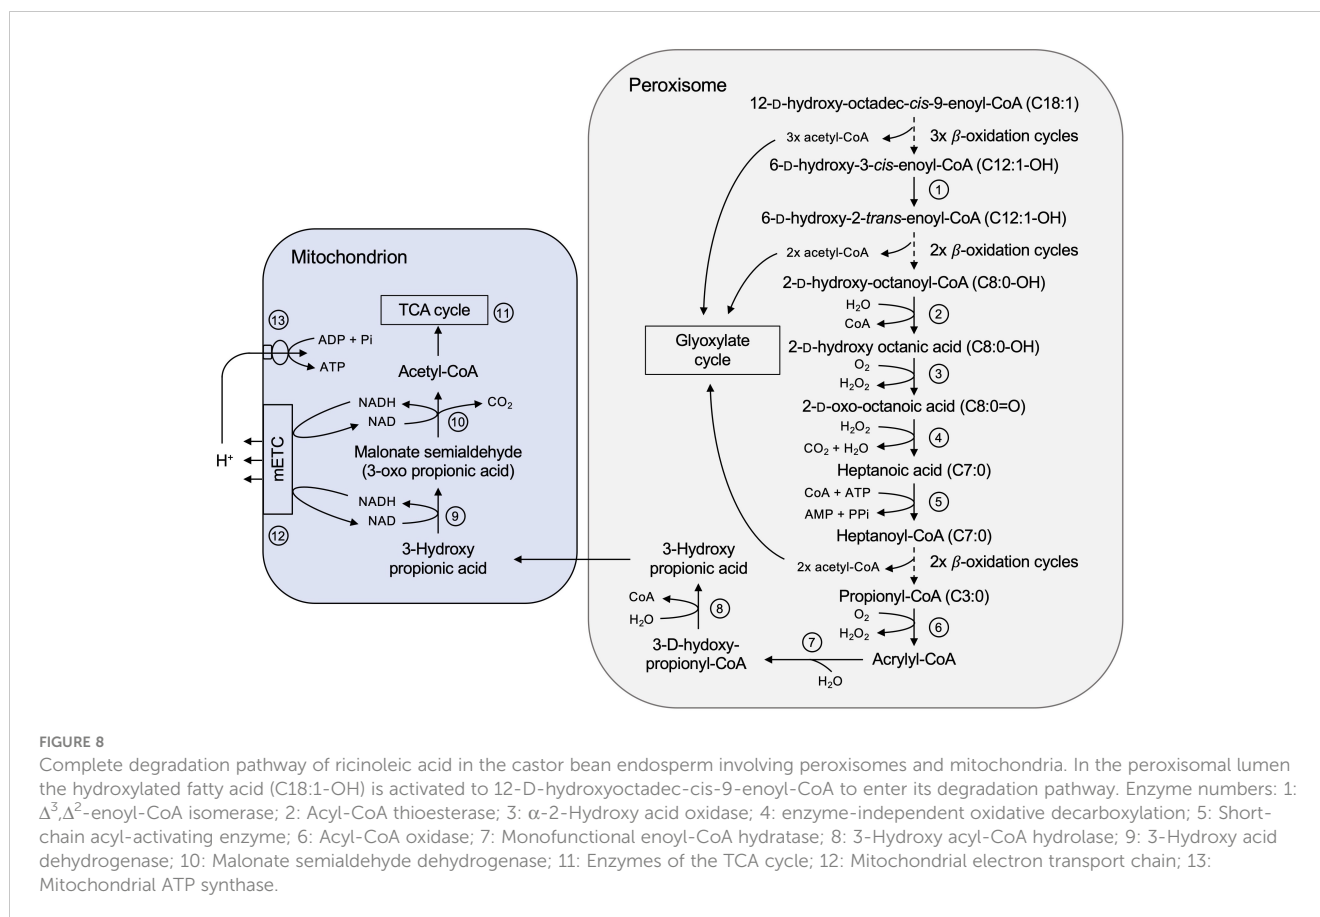 Peroxisome
12-D-hydroxy-octadec-cis-9-enoyl-CoA (C18:1)
3x acetyl-CoA
3x β-oxidation cycles
6-D-hydroxy-3-cis-enoyl-CoA (C12:1-OH)
1
6-D-hydroxy-2-trans-enoyl-CoA (C12:1-OH)
2x acetyl-CoA
2x β-oxidation cycles
2-D-hydroxy-octanoyl-CoA (C8:0-OH)
H₂O
CoA
2
2-D-hydroxy octanic acid (C8:0-OH)
O₂
H₂O₂
3
2-D-oxo-octanoic acid (C8:0=O)
H₂O₂
CO₂ + H₂O
4
Heptanoic acid (C7:0)
CoA + ATP
AMP + PPi
5
Heptanoyl-CoA (C7:0)
2x acetyl-CoA
2x β-oxidation cycles
Propionyl-CoA (C3:0)
O₂
H₂O₂
6
Acrylyl-CoA
7
H₂O
3-D-hydoxy-
propionyl-CoA
CoA
H₂O
8
3-Hydroxy
propionic acid
Glyoxylate
cycle
Mitochondrion
TCA cycle
11
13
ADP + Pi
ATP
Acetyl-CoA
NADH
NAD
CO₂
10
Malonate semialdehyde
(3-oxo propionic acid)
mETC
H⁺
NADH
NAD
9
12
3-Hydroxy
propionic acid
FIGURE 8
Complete degradation pathway of ricinoleic acid in the castor bean endosperm involving peroxisomes and mitochondria. In the peroxisomal lumen
the hydroxylated fatty acid (C18:1-OH) is activated to 12-D-hydroxyoctadec-cis-9-enoyl-CoA to enter its degradation pathway. Enzyme numbers: 1:
Δ³,Δ²-enoyl-CoA isomerase; 2: Acyl-CoA thioesterase; 3: α-2-Hydroxy acid oxidase; 4: enzyme-independent oxidative decarboxylation; 5: Short-
chain acyl-activating enzyme; 6: Acyl-CoA oxidase; 7: Monofunctional enoyl-CoA hydratase; 8: 3-Hydroxy acyl-CoA hydrolase; 9: 3-Hydroxy acid
dehydrogenase; 10: Malonate semialdehyde dehydrogenase; 11: Enzymes of the TCA cycle; 12: Mitochondrial electron transport chain; 13:
Mitochondrial ATP synthase.